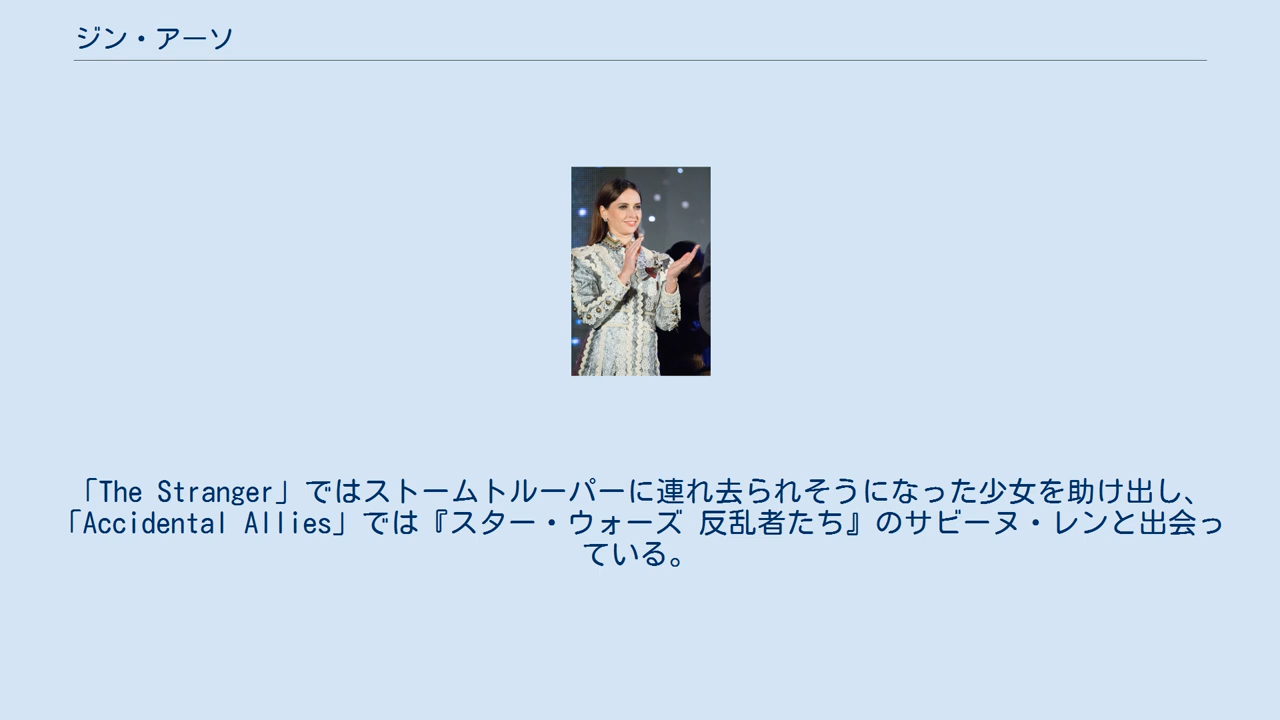 ジン・アーソ
「The Stranger」ではストームトルーパーに連れ去られそうになった少女を助け出し、
「Accidental Allies」では『スター・ウォーズ 反乱者たち』のサビーヌ・レンと出会っ
ている。